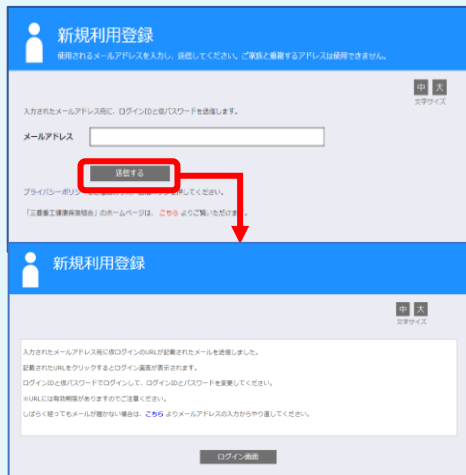 新規利用登録
使用されるメールアドレスを入力し、送信してください。ご家族と重複するアドレスは使用できません。
中 大
文字サイズ
入力されたメールアドレス宛に、ログインIDと仮パスワードを送信します。
メールアドレス
送信する
プライバシーポリシー 押してください。
「三菱重工健康保険組合」のホームページは、 こちら よりご覧いただけます。
新規利用登録
中 大
文字サイズ
入力されたメールアドレス宛に仮ログインのURLが記載されたメールを送信しました。
記載されたURLをクリックするとログイン画面が表示されます。
ログインIDと仮パスワードでログインして、ログインIDとパスワードを変更してください。
※URLには有効期限がありますのでご注意ください。
しばらく経ってもメールが届かない場合は、こちら よりメールアドレスの入力からやり直してください。
ログイン画面